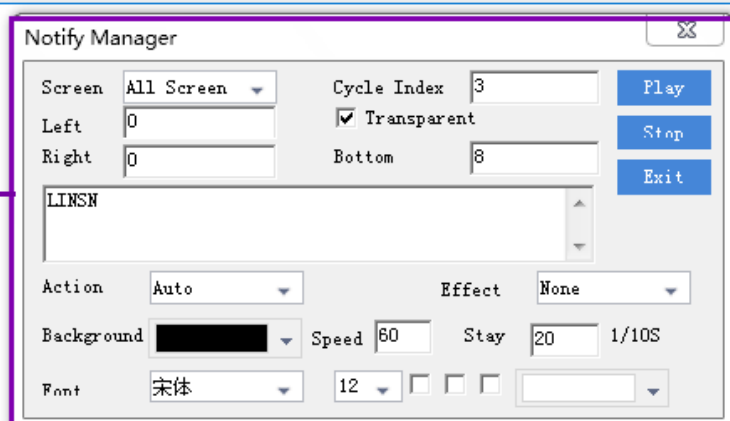 Notify Manager
Screen All Screen Cycle Index 3 Play
Left 0 Transparent Stop
Right 0 Bottom 8 Exit
LINSN
Action Auto Effect None
Background Speed 60 Stay 20 1/10S
Font 宋体 12